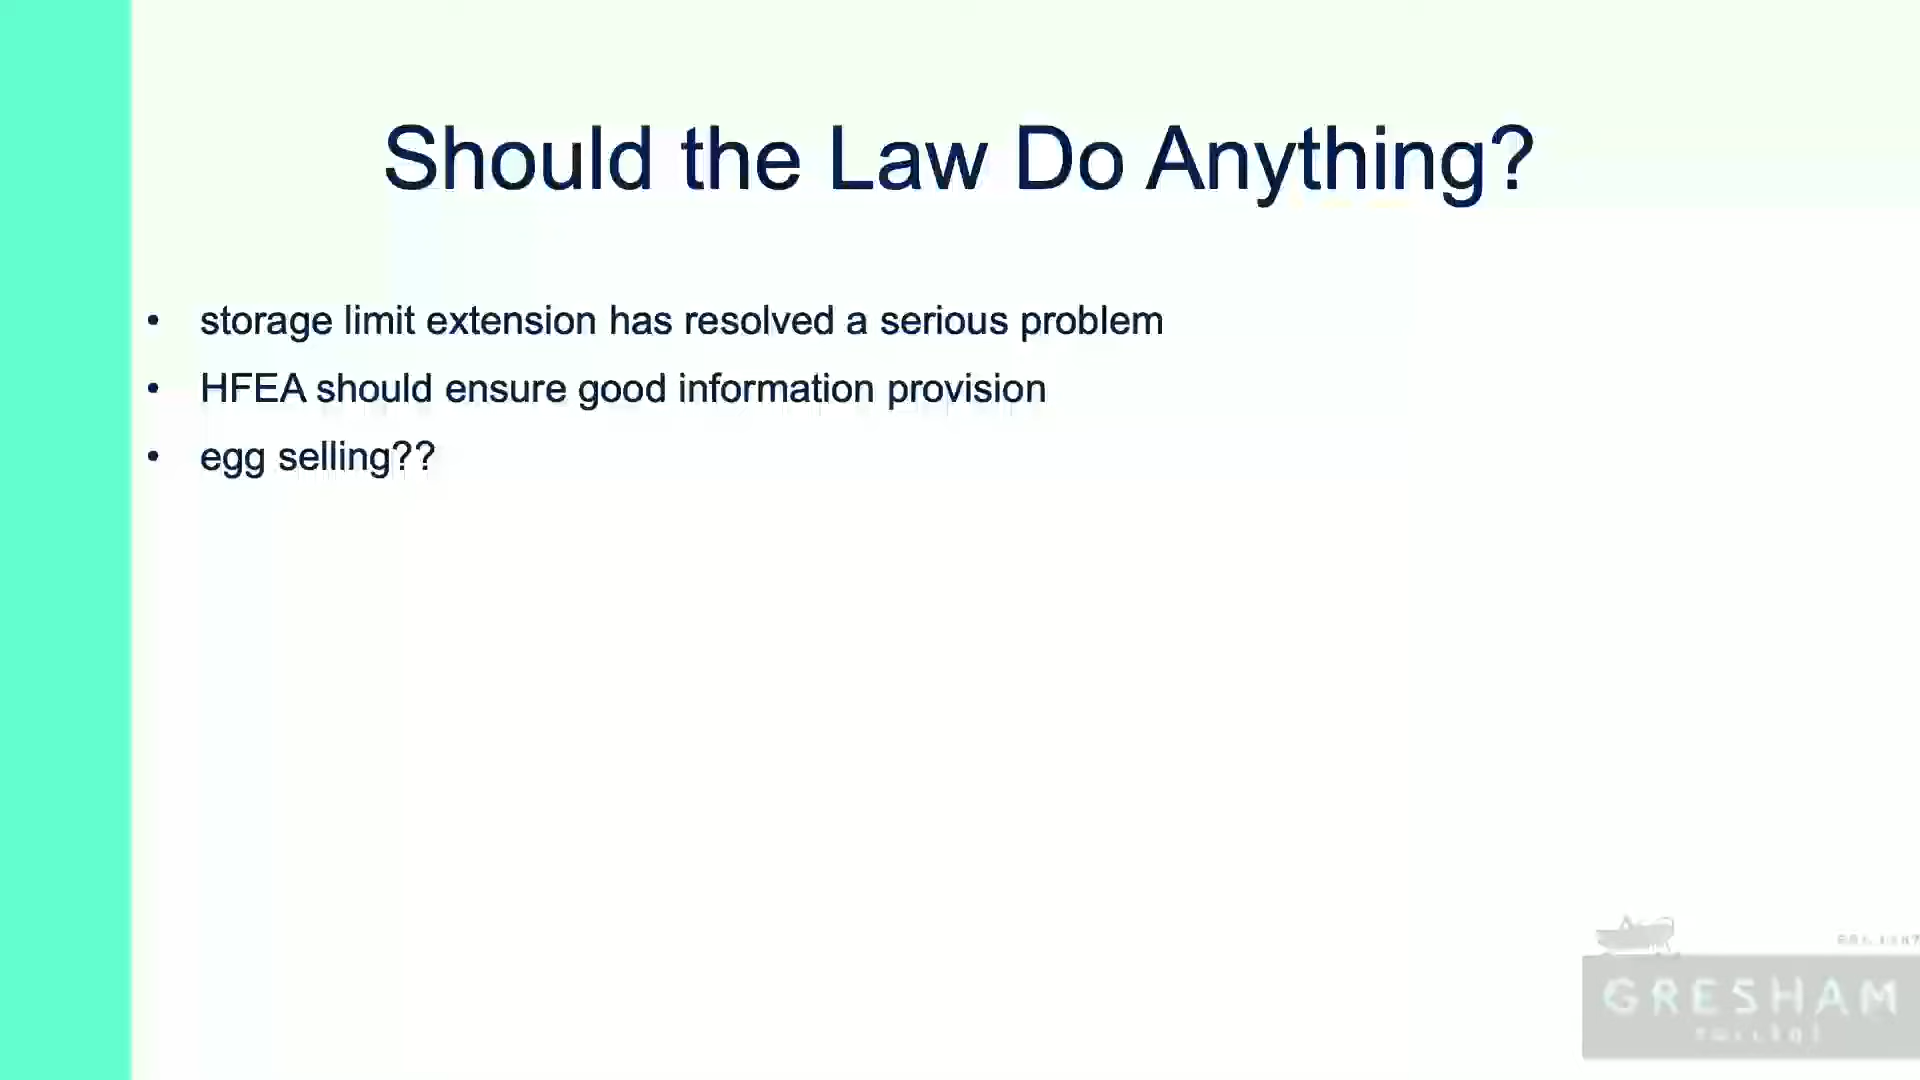 Should the Law Do Anything?
• storage limit extension has resolved a serious problem
• HFEA should ensure good information provision
• egg selling??
GRESHAM